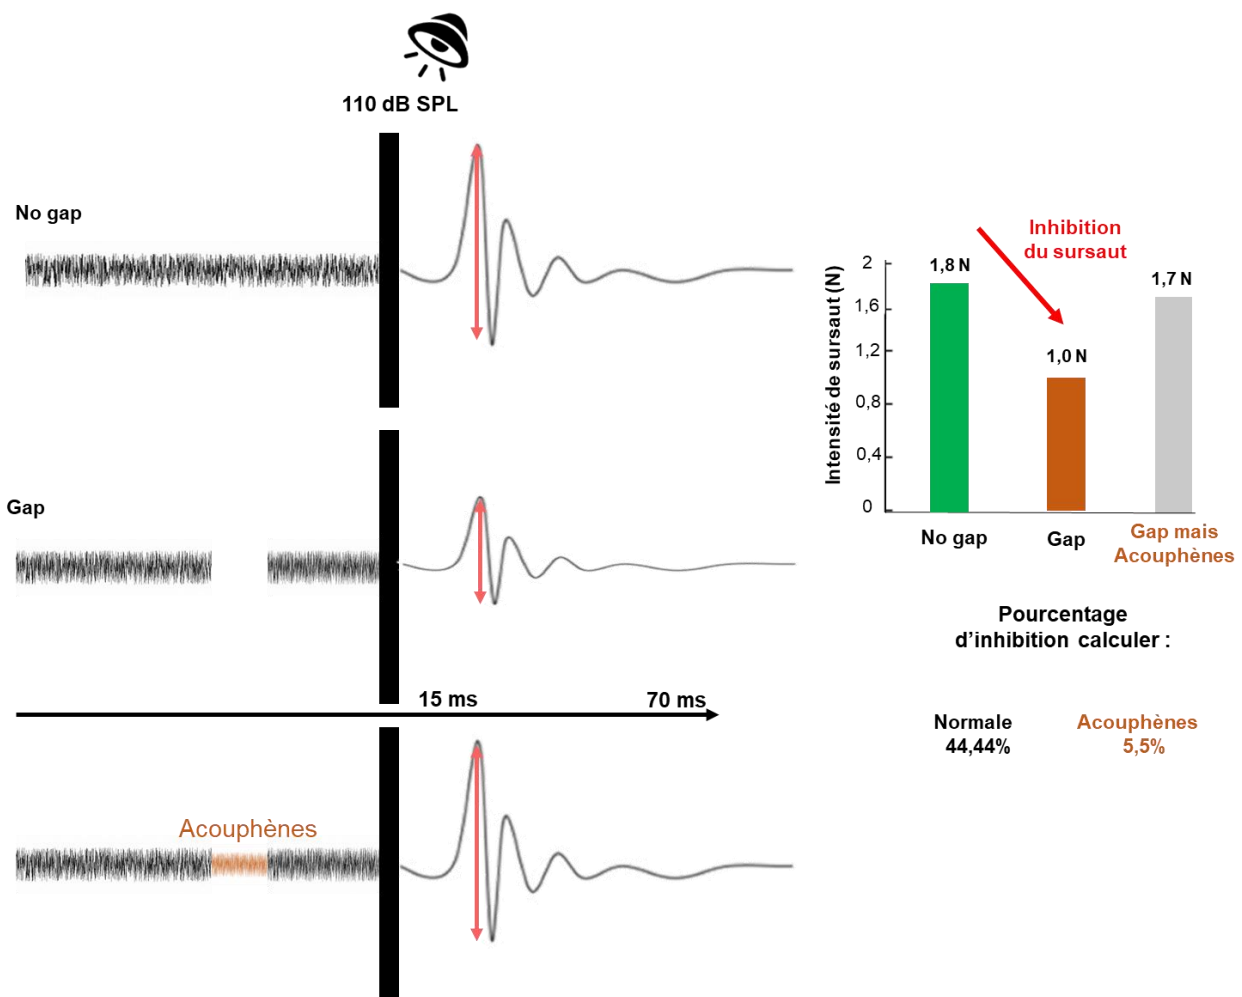 110 dB SPL
No gap
Gap
15 ms
70 ms
Acouphènes
Inhibition
du sursaut
Intensité de sursaut (N)
2
1,6
1,2
0,8
0,4
0
1,8 N
1,0 N
1,7 N
No gap
Gap
Gap mais
Acouphènes
Pourcentage
d’inhibition calculer :
Normale
44,44%
Acouphènes
5,5%